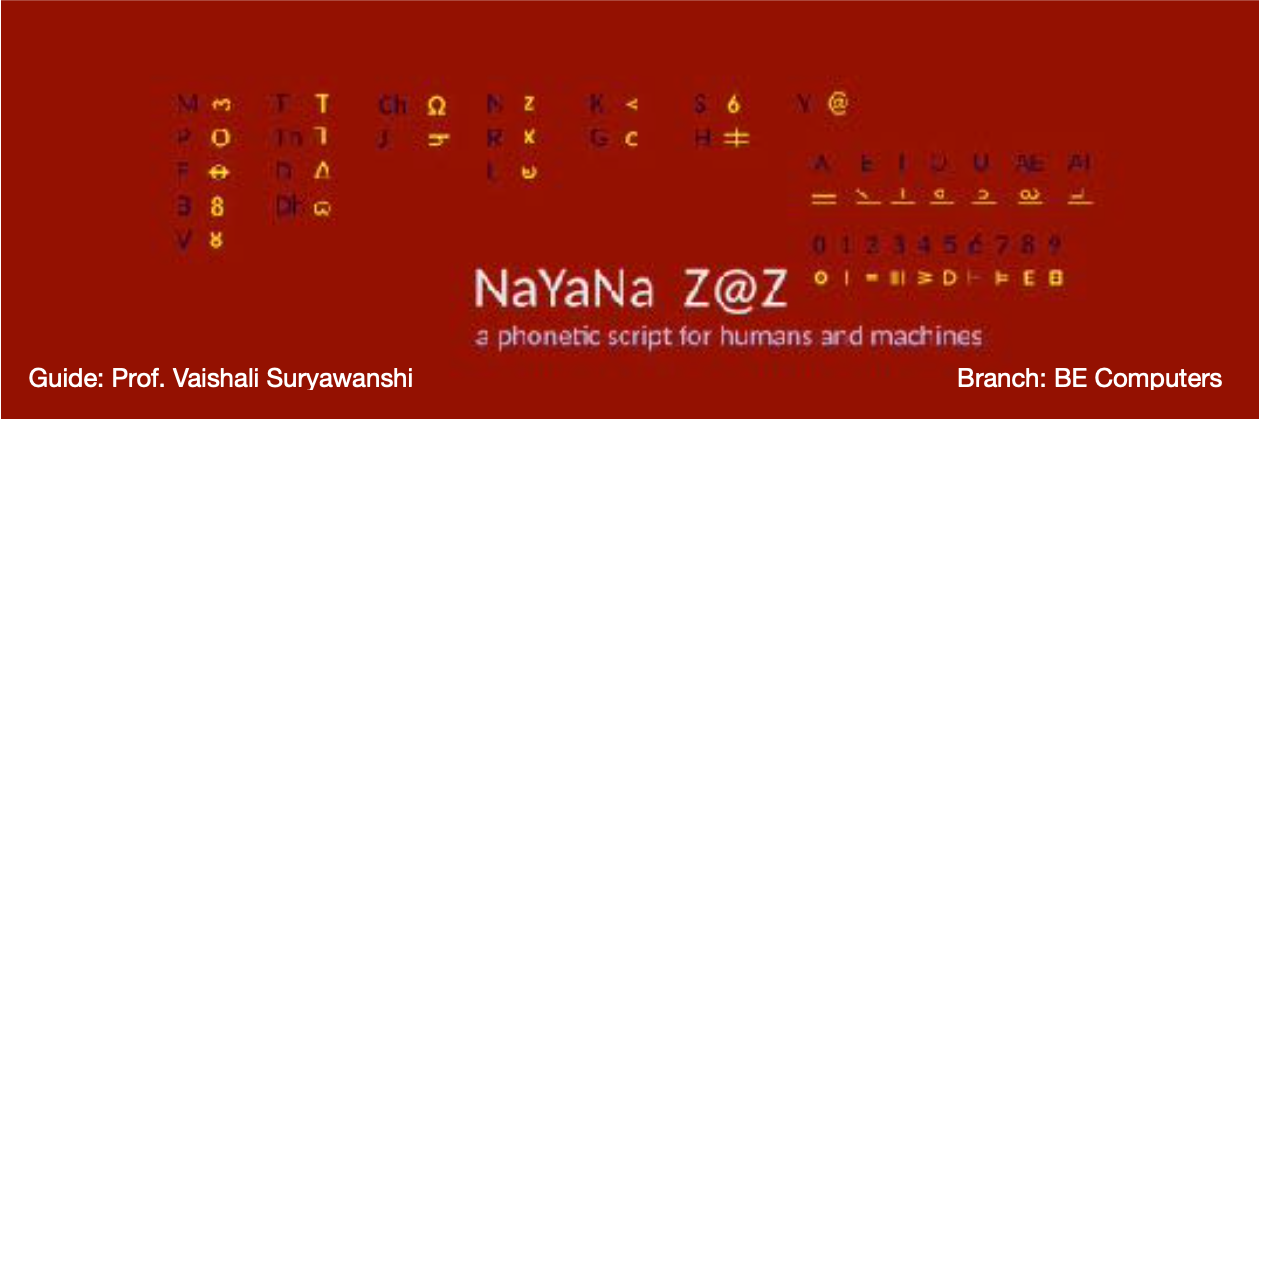 M T T Ch Ω N z K < S 6 Y @
P O Th J R x G c H
F D Δ L
B 8 Dh
V 8
A E I O U AE AI
0 1 2 3 4 5 6 7 8 9
NaYaNa Z@Z
a phonetic script for humans and machines
Guide: Prof. Vaishali Suryawanshi
Branch: BE Computers